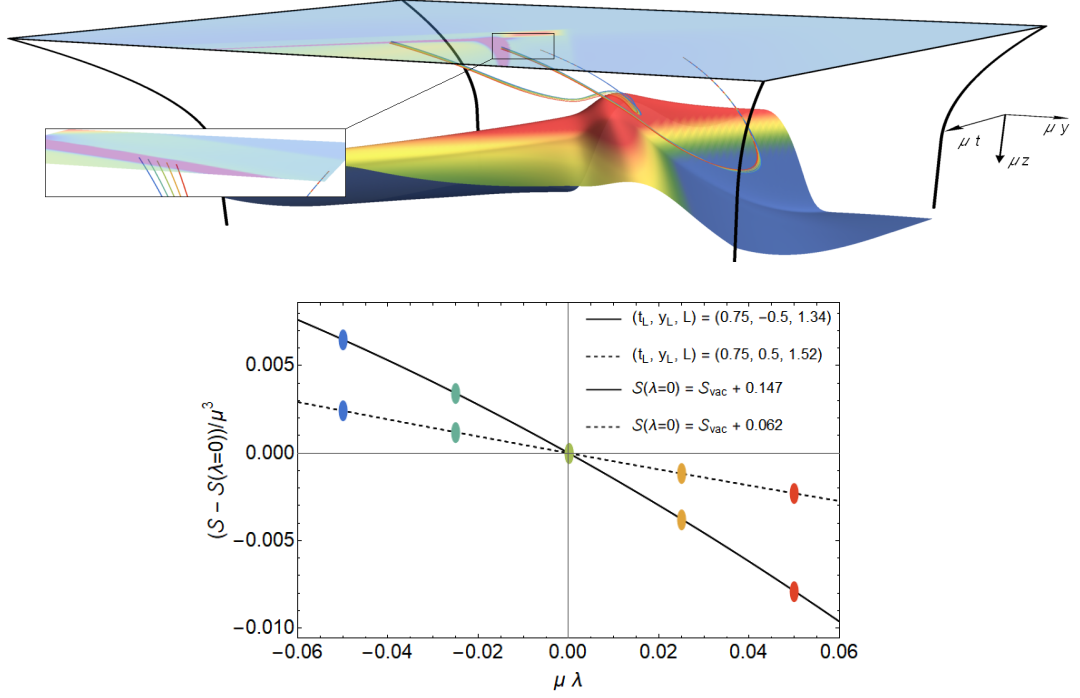 μ y
μ t
μ z
(t_L, y_L, L) = (0.75, −0.5, 1.34)
(t_L, y_L, L) = (0.75, 0.5, 1.52)
𝒮(λ=0) = 𝒮_vac + 0.147
𝒮(λ=0) = 𝒮_vac + 0.062
(𝒮 − 𝒮(λ=0))/μ³
0.005
0.000
−0.005
−0.010
−0.06 −0.04 −0.02 0.00 0.02 0.04 0.06
μ λ